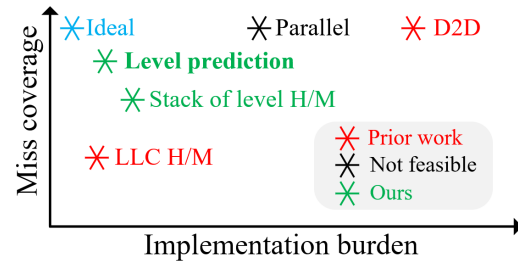 Ideal
Parallel
D2D
Level prediction
Stack of level H/M
LLC H/M
Prior work
Not feasible
Ours
Miss coverage
Implementation burden